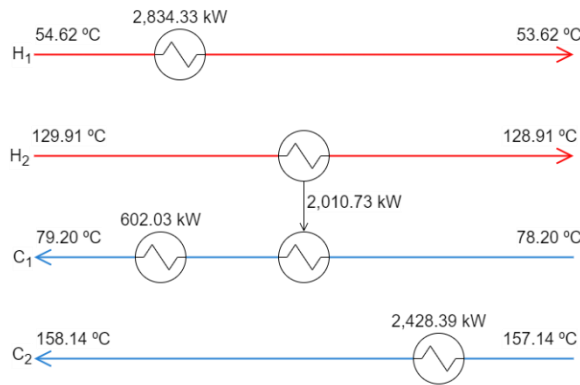 2,834.33 kW
54.62 ºC 53.62 ºC
H₁
129.91 ºC 128.91 ºC
H₂
2,010.73 kW
602.03 kW
79.20 ºC 78.20 ºC
C₁
2,428.39 kW
158.14 ºC 157.14 ºC
C₂